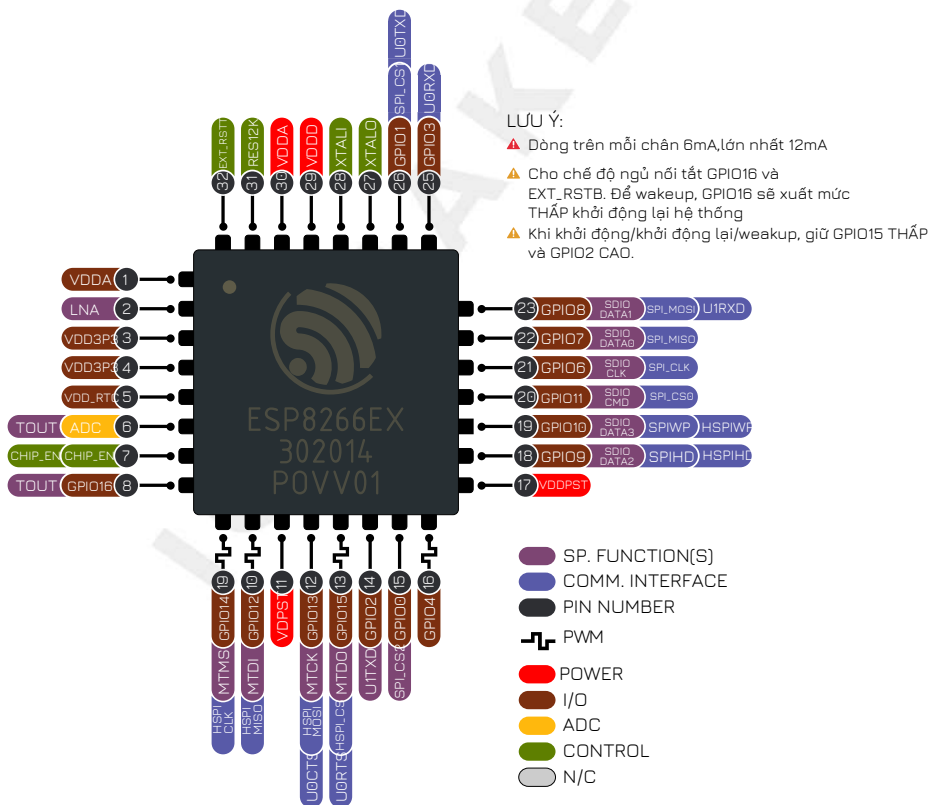 U0TXD
SPI_CS1
U0RXD
EXT_RSTB
RES12K
VDDA
VDDD
XTALI
XTALO
GPIO1
GPIO3
32
31
30
29
28
27
26
25
LƯU Ý:
Dòng trên mỗi chân 6mA,lớn nhất 12mA
Cho chế độ ngủ nối tắt GPIO16 và
EXT_RSTB. Để wakeup, GPIO16 sẽ xuất mức
THẤP khởi động lại hệ thống
Khi khởi động/khởi động lại/weakup, giữ GPIO15 THẤP
và GPIO2 CAO.
VDDA 1
LNA 2
VDD3P3 3
VDD3P3 4
VDD_RTC 5
TOUT ADC 6
CHIP_EN CHIP_EN 7
TOUT GPIO16 8
ESP8266EX
302014
POVV01
23 GPIO8 SDIO DATA1 SPI_MOSI U1RXD
22 GPIO7 SDIO DATA0 SPI_MISO
21 GPIO6 SDIO CLK SPI_CLK
20 GPIO11 SDIO CMD SPI_CS0
19 GPIO10 SDIO DATA3 SPIWP HSPIWP
18 GPIO9 SDIO DATA2 SPIHD HSPIHD
17 VDDPST
19 GPIO14 MTMS HSPI CLK
10 GPIO12 MTDI HSPI MISO
11 VDPST
12 GPIO13 MTCK HSPI MOSI U0CTS
13 GPIO15 MTDO HSPI_CS U0RTS
14 GPIO2 U1TXD
15 GPIO0 SPI_CS2
16 GPIO4
SP. FUNCTION(S)
COMM. INTERFACE
PIN NUMBER
PWM
POWER
I/O
ADC
CONTROL
N/C